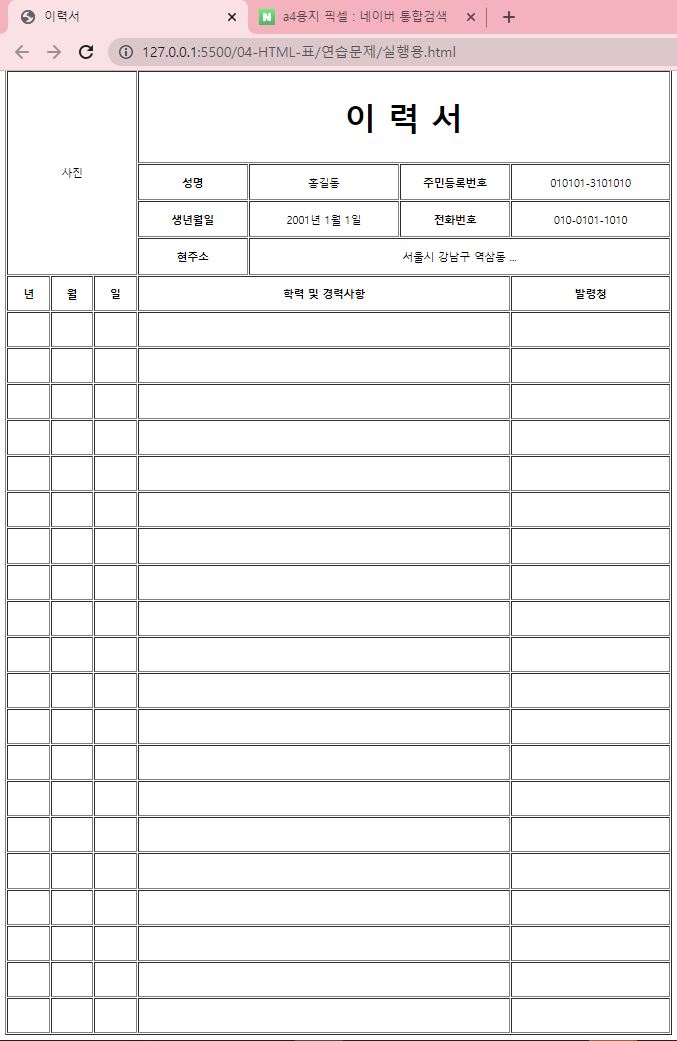 이력서
a4용지 픽셀 : 네이버 통합검색
127.0.0.1:5500/04-HTML-표/연습문제/실행용.html
사진
이 력 서
성명 홍길동 주민등록번호 010101-3101010
생년월일 2001년 1월 1일 전화번호 010-0101-1010
현주소 서울시 강남구 역삼동 ...
년 월 일 학력 및 경력사항 발령청